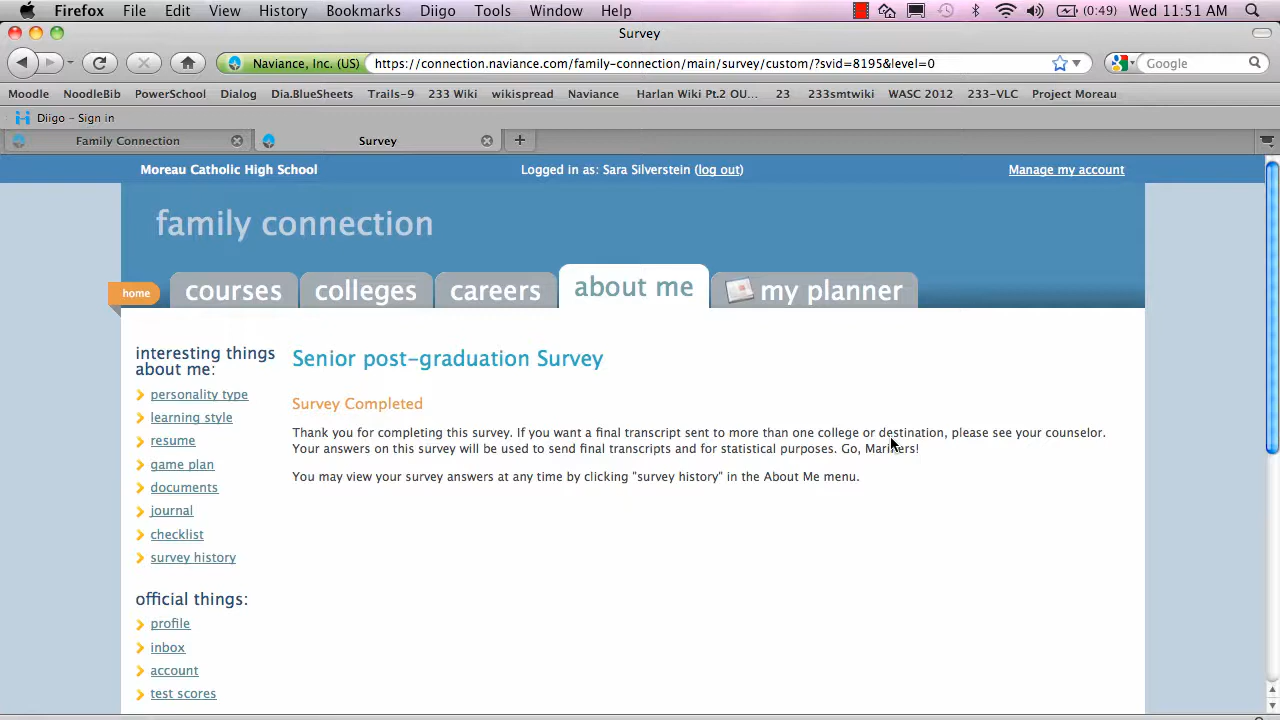 Firefox File Edit View History Bookmarks Diigo Tools Window Help (0:49) Wed 11:51 AM
Survey
Naviance, Inc. (US) https://connection.naviance.com/family-connection/main/survey/custom/?svid=8195&level=0 Google
Moodle NoodleBib PowerSchool Dialog Dia.BlueSheets Trails-9 233 Wiki wikispread Naviance Harlan Wiki Pt.2 OU... 23 233smtwiki WASC 2012 233-VLC Project Moreau
Diigo - Sign in
Family Connection Survey
Moreau Catholic High School Logged in as: Sara Silverstein (log out) Manage my account
family connection
home courses colleges careers about me my planner
interesting things
about me:
personality type
learning style
resume
game plan
documents
journal
checklist
survey history
official things:
profile
inbox
account
test scores
Senior post-graduation Survey
Survey Completed
Thank you for completing this survey. If you want a final transcript sent to more than one college or destination, please see your counselor.
Your answers on this survey will be used to send final transcripts and for statistical purposes. Go, Mariners!
You may view your survey answers at any time by clicking "survey history" in the About Me menu.